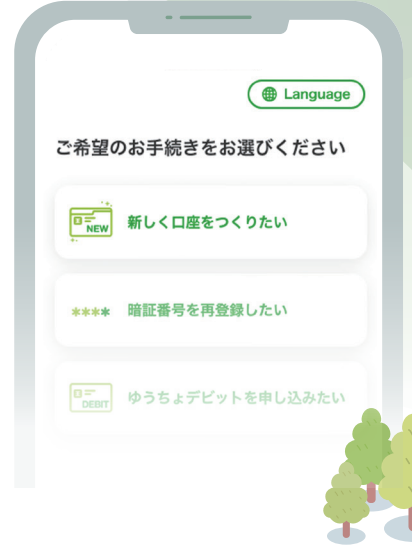 Language
ご希望のお手続きをお選びください
NEW
新しく口座をつくりたい
****
暗証番号を再登録したい
DEBIT
ゆうちょデビットを申し込みたい